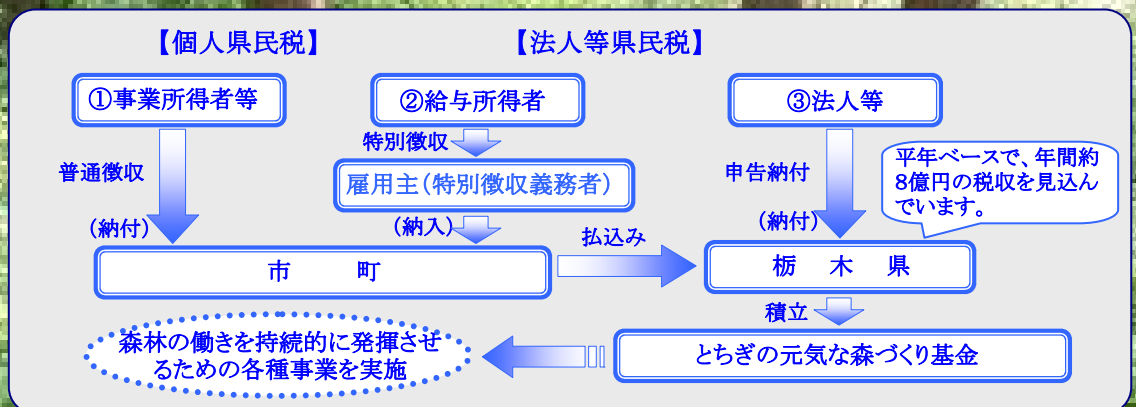 【個人県民税】
【法人等県民税】
①事業所得者等
②給与所得者
③法人等
普通徴収
特別徴収
申告納付
平年ベースで、年間約
8億円の税収を見込ん
でいます。
雇用主(特別徴収義務者)
(納付)
(納入)
(納付)
払込み
市 町
栃 木 県
積立
森林の働きを持続的に発揮させ
るための各種事業を実施
とちぎの元気な森づくり基金